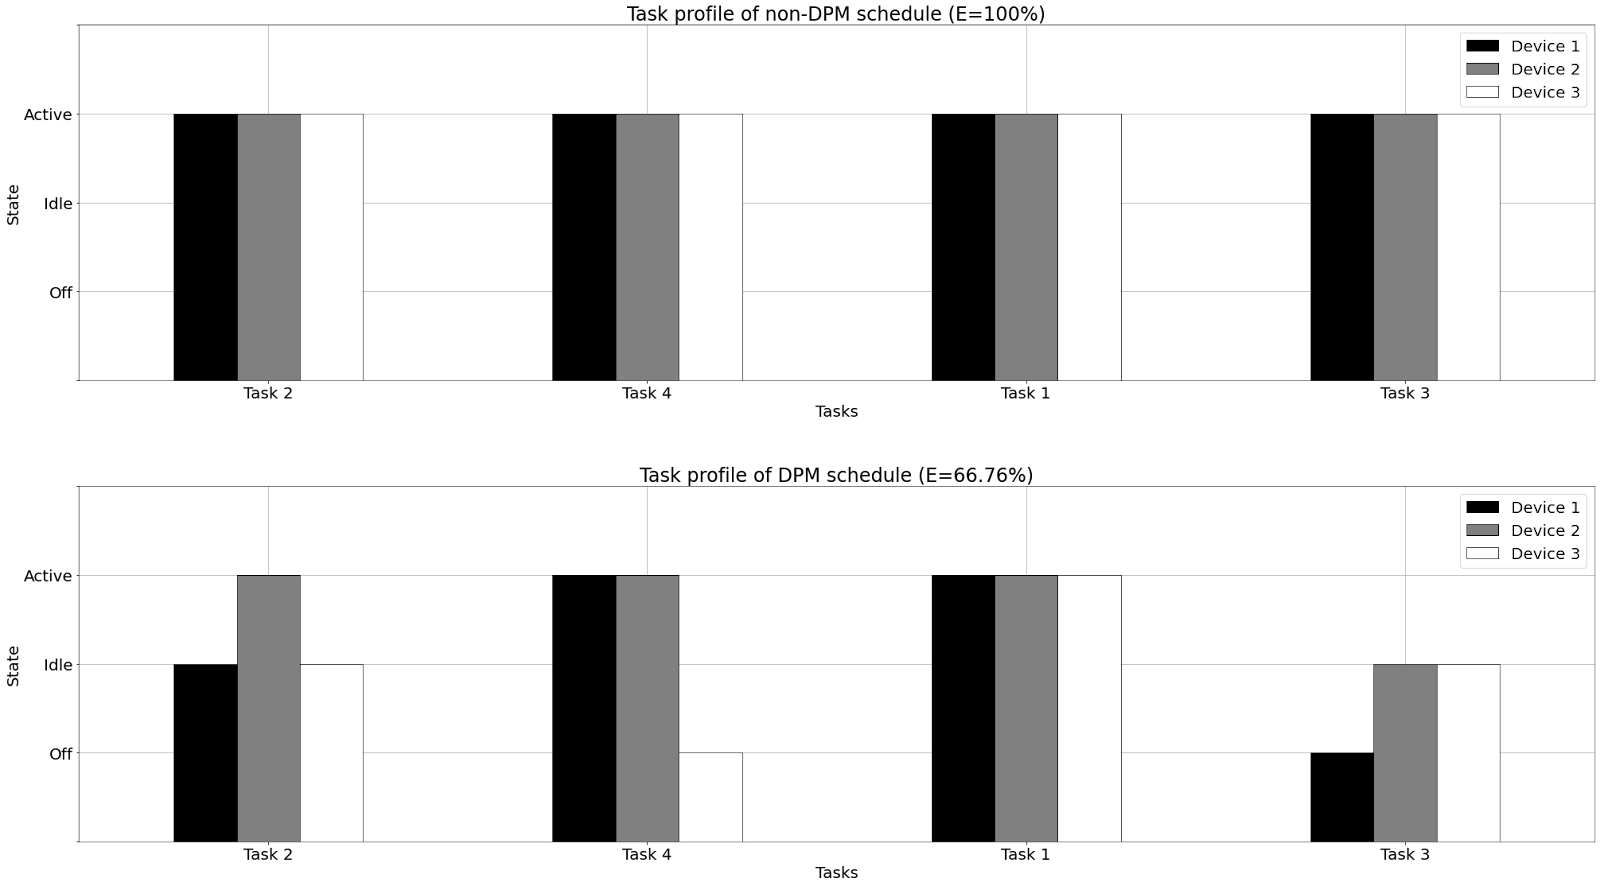 Task profile of non-DPM schedule (E=100%)
Device 1
Device 2
Device 3
Active
Idle
Off
State
Task 2
Task 4
Task 1
Task 3
Tasks
Task profile of DPM schedule (E=66.76%)
Device 1
Device 2
Device 3
Active
Idle
Off
State
Task 2
Task 4
Task 1
Task 3
Tasks